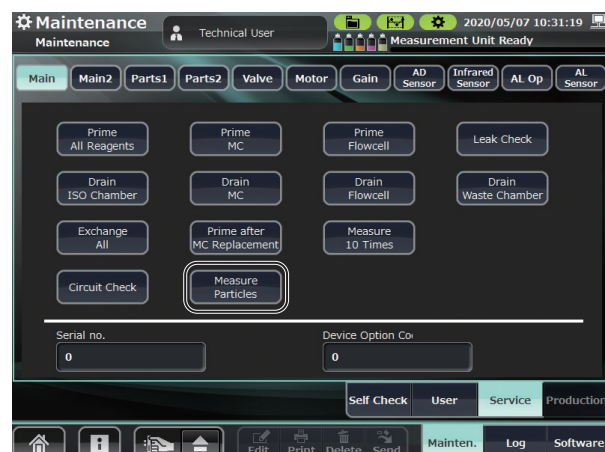 Maintenance
Technical User
2020/05/07 10:31:19
Maintenance
Measurement Unit Ready
Main
Main2
Parts1
Parts2
Valve
Motor
Gain
AD
Sensor
Infrared
Sensor
AL Op
AL
Sensor
Prime
All Reagents
Prime
MC
Prime
Flowcell
Leak Check
Drain
ISO Chamber
Drain
MC
Drain
Flowcell
Drain
Waste Chamber
Exchange
All
Prime after
MC Replacement
Measure
10 Times
Circuit Check
Measure
Particles
Serial no.
Device Option Co
0
0
Self Check
User
Service
Production
Edit
Print
Delete
Send
Mainten.
Log
Software